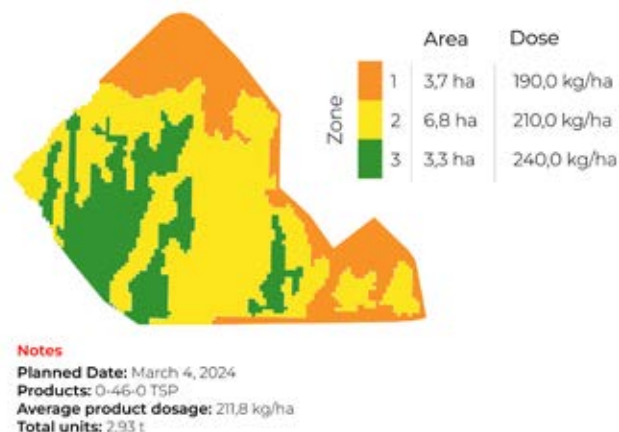 Area Dose
Zone
1 3,7 ha 190,0 kg/ha
2 6,8 ha 210,0 kg/ha
3 3,3 ha 240,0 kg/ha
Notes
Planned Date: March 4, 2024
Products: 0-46-0 TSP
Average product dosage: 211,8 kg/ha
Total units: 2,93 t